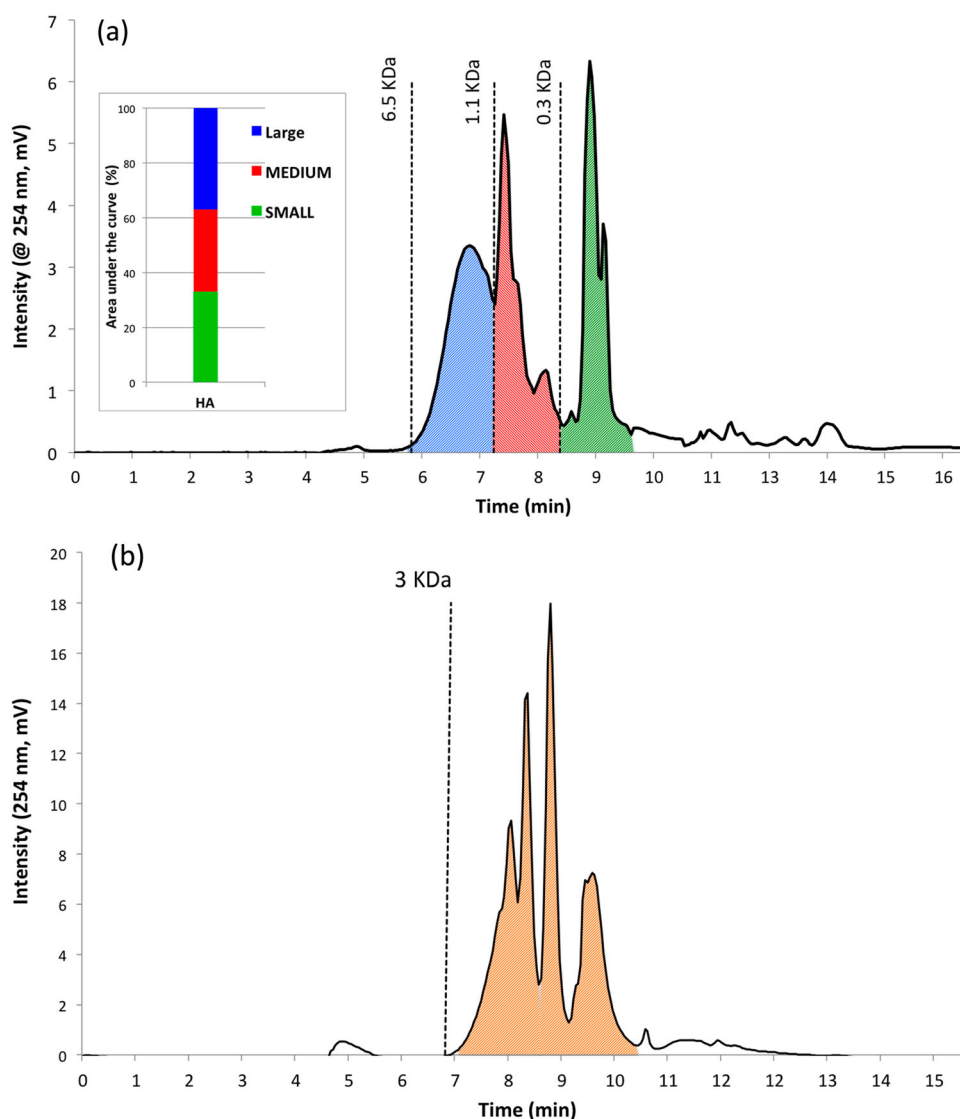 (a)
Intensity (@ 254 nm, mV)
7
6
5
4
3
2
1
0
6.5 KDa
1.1 KDa
0.3 KDa
Area under the curve (%)
100
80
60
40
20
0
HA
Large
MEDIUM
SMALL
0 1 2 3 4 5 6 7 8 9 10 11 12 13 14 15 16
Time (min)
(b)
Intensity (254 nm, mV)
20
18
16
14
12
10
8
6
4
2
0
3 KDa
0 1 2 3 4 5 6 7 8 9 10 11 12 13 14 15
Time (min)